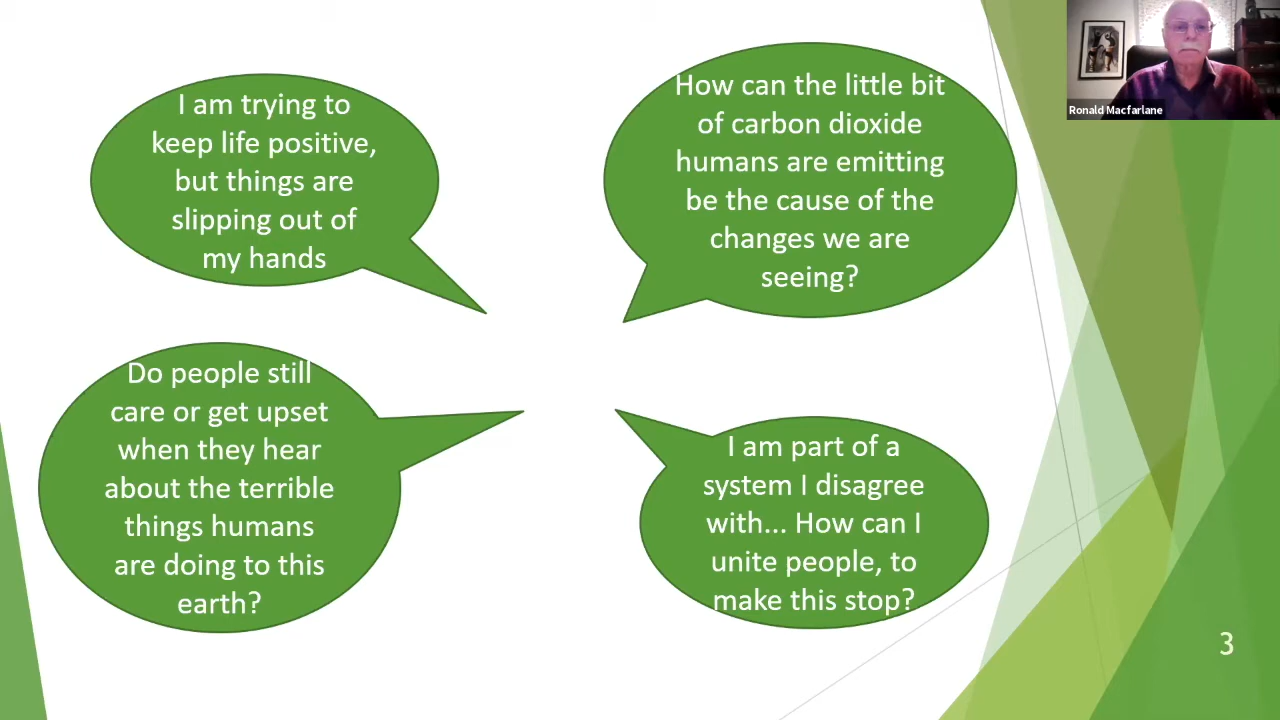 I am trying to
keep life positive,
but things are
slipping out of
my hands
How can the little bit
of carbon dioxide
humans are emitting
be the cause of the
changes we are
seeing?
Ronald Macfarlane
Do people still
care or get upset
when they hear
about the terrible
things humans
are doing to this
earth?
I am part of a
system I disagree
with... How can I
unite people, to
make this stop?
3